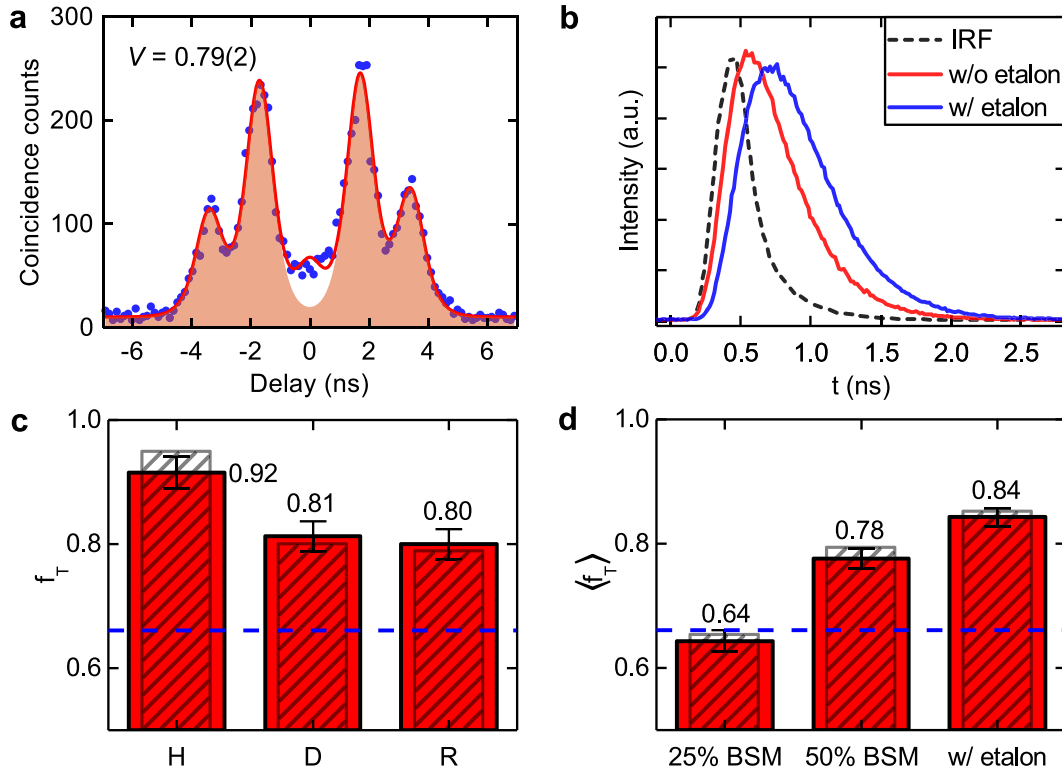 a
300
V = 0.79(2)
200
100
0
Coincidence counts
-6 -4 -2 0 2 4 6
Delay (ns)
b
IRF
w/o etalon
w/ etalon
Intensity (a.u.)
0.0 0.5 1.0 1.5 2.0 2.5
t (ns)
c
1.0
0.8
0.6
f_T
0.92
0.81
0.80
H D R
d
1.0
0.8
0.6
⟨f_T⟩
0.64
0.78
0.84
25% BSM 50% BSM w/ etalon